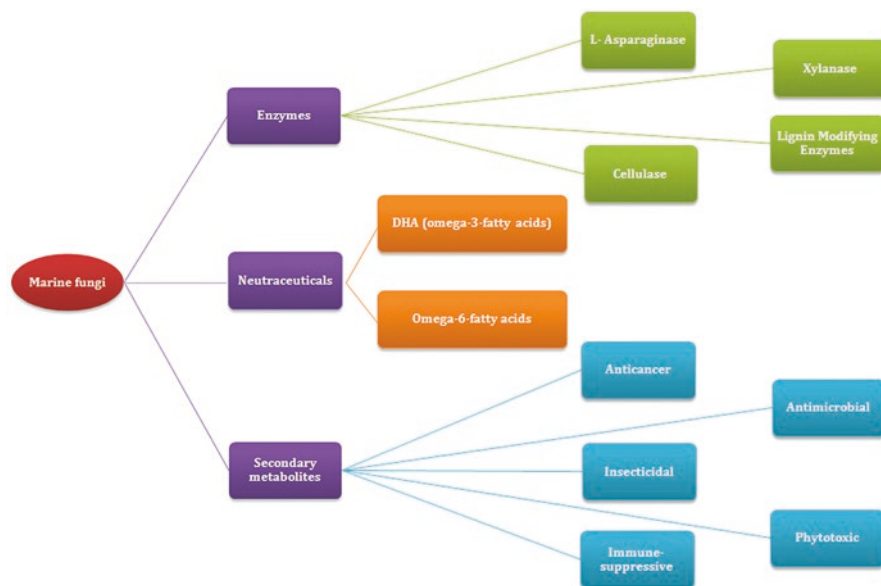 Marine fungi
Enzymes
L- Asparaginase
Xylanase
Lignin Modifying
Enzymes
Cellulase
Neutraceuticals
DHA (omega-3-fatty acids)
Omega-6-fatty acids
Secondary
metabolites
Anticancer
Antimicrobial
Insecticidal
Phytotoxic
Immune-
suppressive